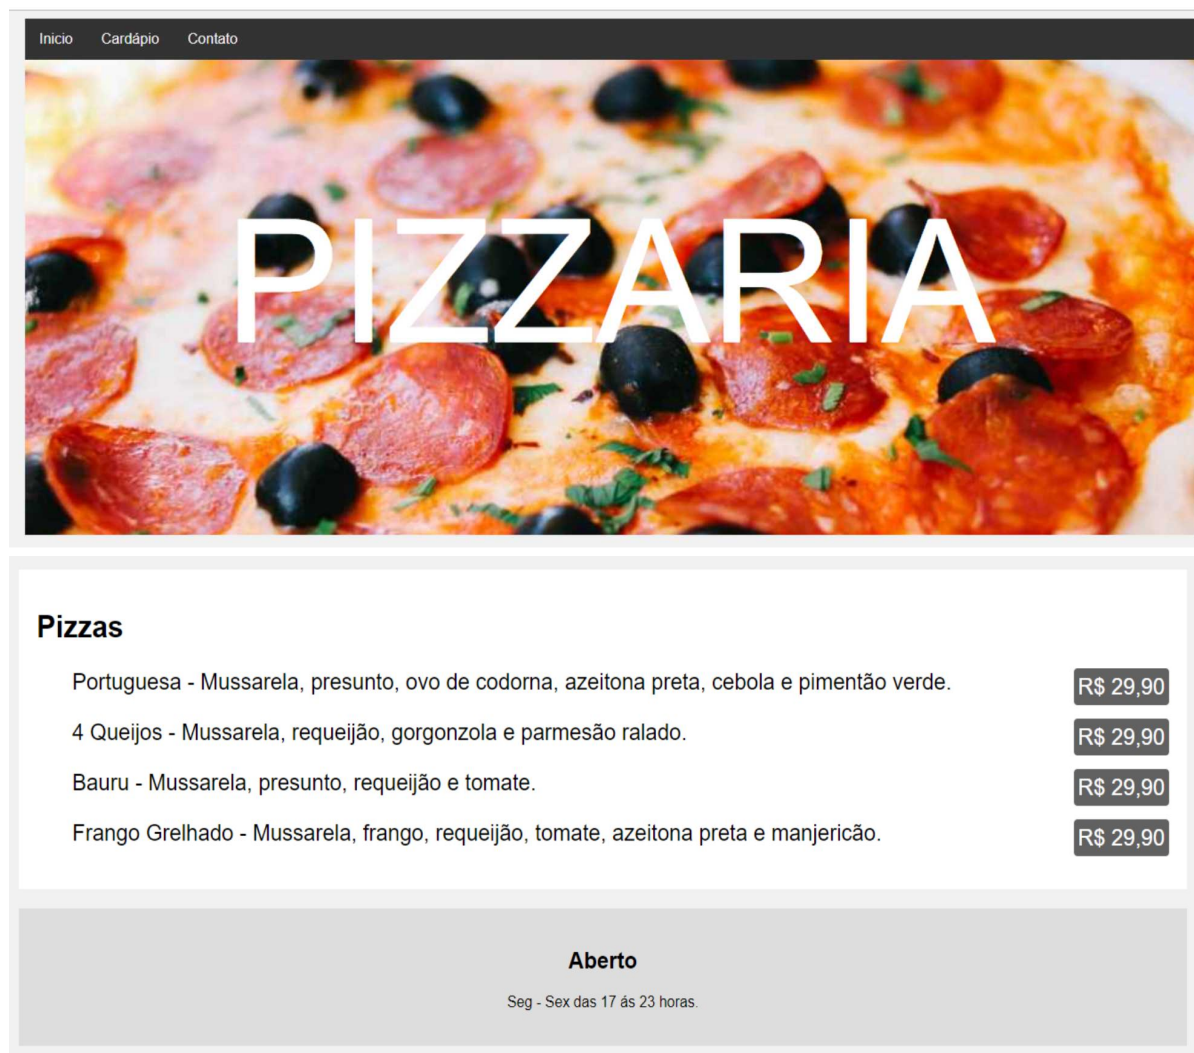 Inicio Cardápio Contato
PIZZARIA
Pizzas
Portuguesa - Mussarela, presunto, ovo de codorna, azeitona preta, cebola e pimentão verde. R$ 29,90
4 Queijos - Mussarela, requeijão, gorgonzola e parmesão ralado. R$ 29,90
Bauru - Mussarela, presunto, requeijão e tomate. R$ 29,90
Frango Grelhado - Mussarela, frango, requeijão, tomate, azeitona preta e manjericão. R$ 29,90
Aberto
Seg - Sex das 17 ás 23 horas.